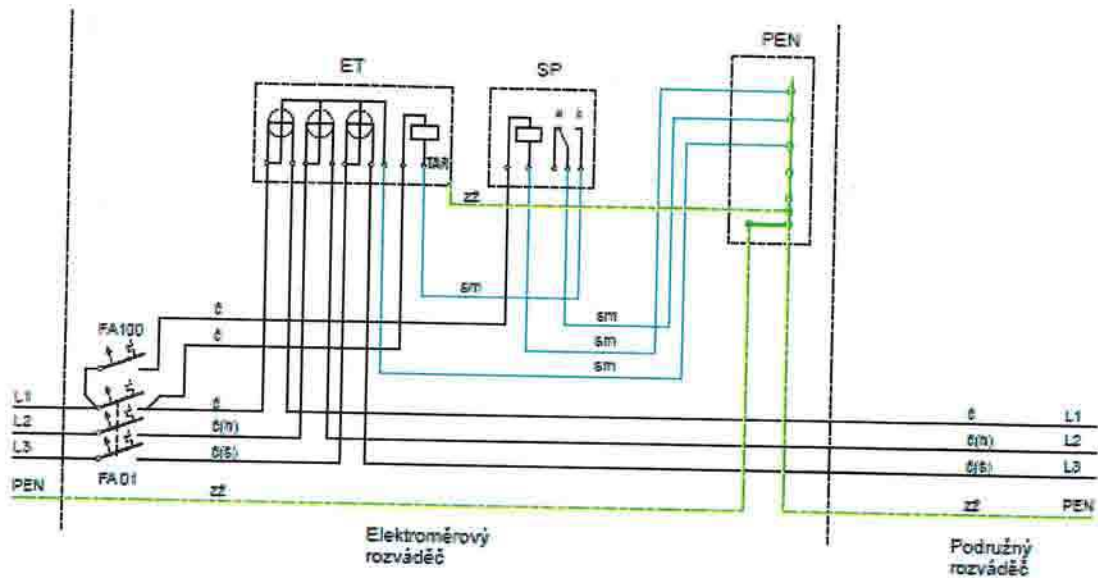 PEN
ET
SP
TAR
zž
sm
č
sm
FA100
č
sm
sm
L1
č
č
L1
L2
č(h)
č(h)
L2
L3
č(s)
č(s)
L3
FA01
PEN
zž
zž
PEN
Elektroměrový
rozváděč
Podružný
rozváděč